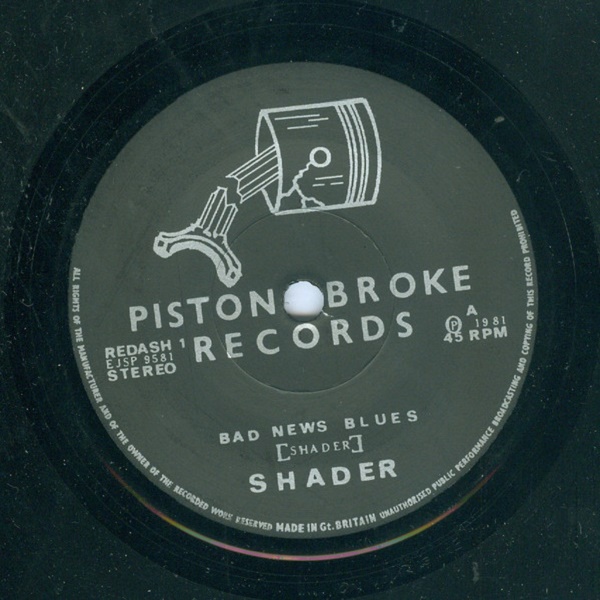 PISTON BROKE
RECORDS
REDASH 1
EJSP 9581
STEREO
A
Ⓟ 1981
45 RPM
BAD NEWS BLUES
[SHADER]
SHADER
ALL RIGHTS OF THE MANUFACTURER AND OF THE OWNER OF THE RECORDED WORK RESERVED MADE IN Gt. BRITAIN UNAUTHORISED PUBLIC PERFORMANCE BROADCASTING AND COPYING OF THIS RECORD PROHIBITED